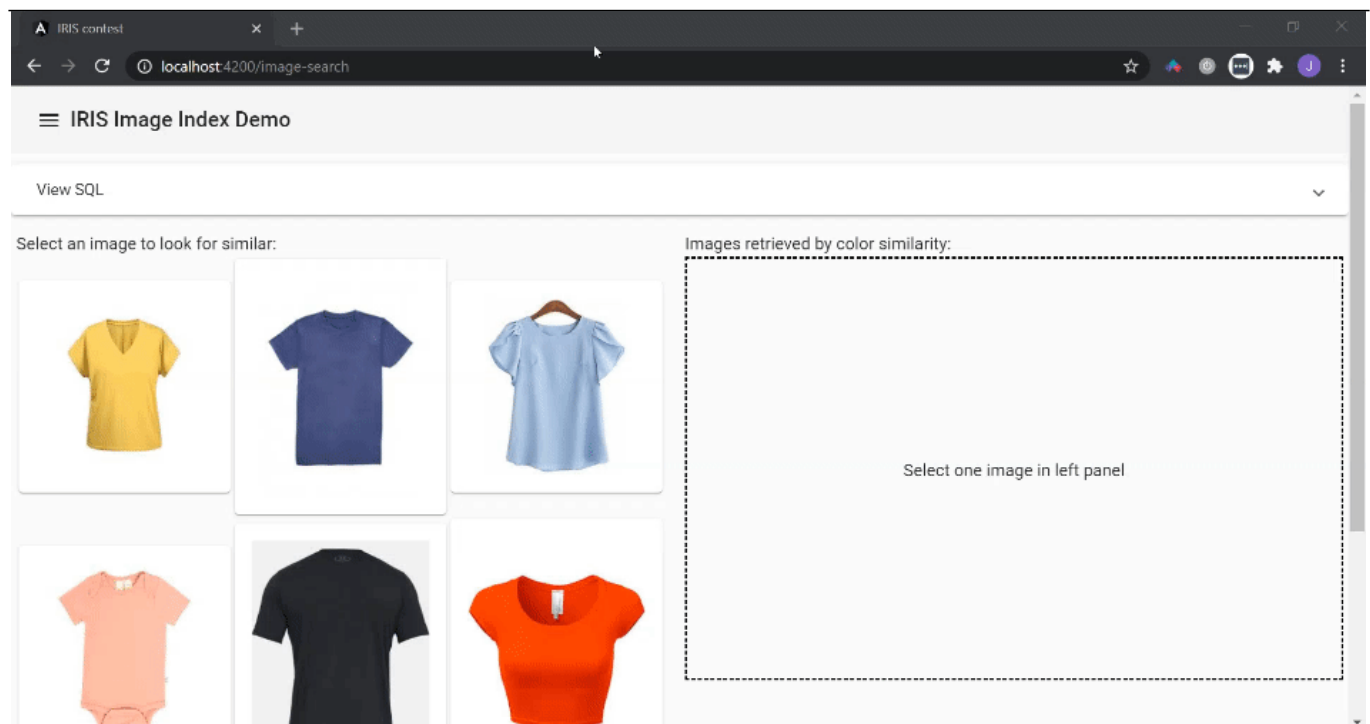 IRIS contest
localhost:4200/image-search
J
IRIS Image Index Demo
View SQL
Select an image to look for similar:
Images retrieved by color similarity:
Select one image in left panel